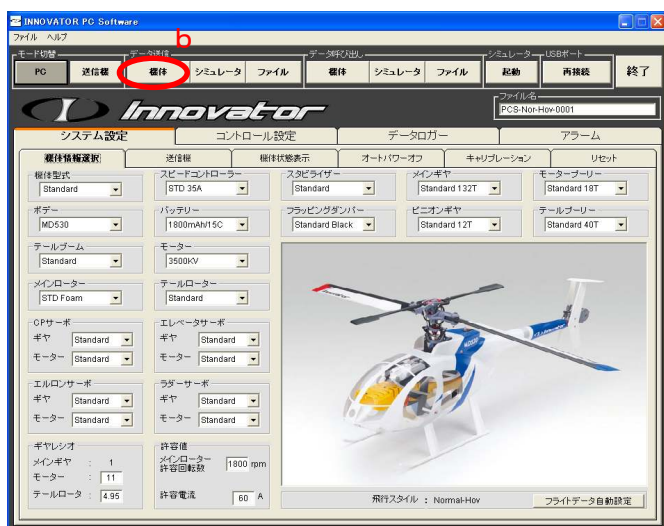 INNOVATOR PC Software
ファイル ヘルプ
b
モード切替 データ送信 データ呼び出し シミュレーター USBポート
PC 送信機 機体 シミュレータ ファイル 機体 シミュレータ ファイル 起動 再接続 終了
Innovator
ファイル名
PCS-Nor-Hov-0001
システム設定 コントロール設定 データロガー アラーム
機体情報選択 送信機 機体状態表示 オートパワーオフ キャリブレーション リセット
機体型式 スピードコントローラー スタビライザー メインギヤ モータープーリー
Standard STD 35A Standard Standard 132T Standard 18T
ボデー バッテリー フラッピングダンパー ピニオンギヤ テールプーリー
MD530 1800mAh/15C Standard Black Standard 12T Standard 40T
テールブーム モーター
Standard 3500KV
メインローター テールローター
STD Foam Standard
CPサーボ エレベータサーボ
ギヤ Standard ギヤ Standard
モーター Standard モーター Standard
エルロンサーボ ラダーサーボ
ギヤ Standard ギヤ Standard
モーター Standard モーター Standard
ギヤレシオ 許容値
メインギヤ : 1 メインローター 許容回転数 1800 rpm
モーター : 11
テールロータ : 4.95 許容電流 60 A
飛行スタイル : Normal-Hov フライトデータ自動設定